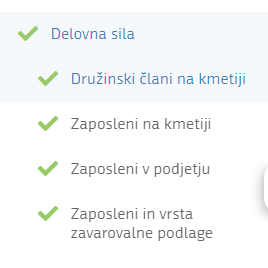 Delovna sila
Družinski člani na kmetiji
Zaposleni na kmetiji
Zaposleni v podjetju
Zaposleni in vrsta
zavarovalne podlage